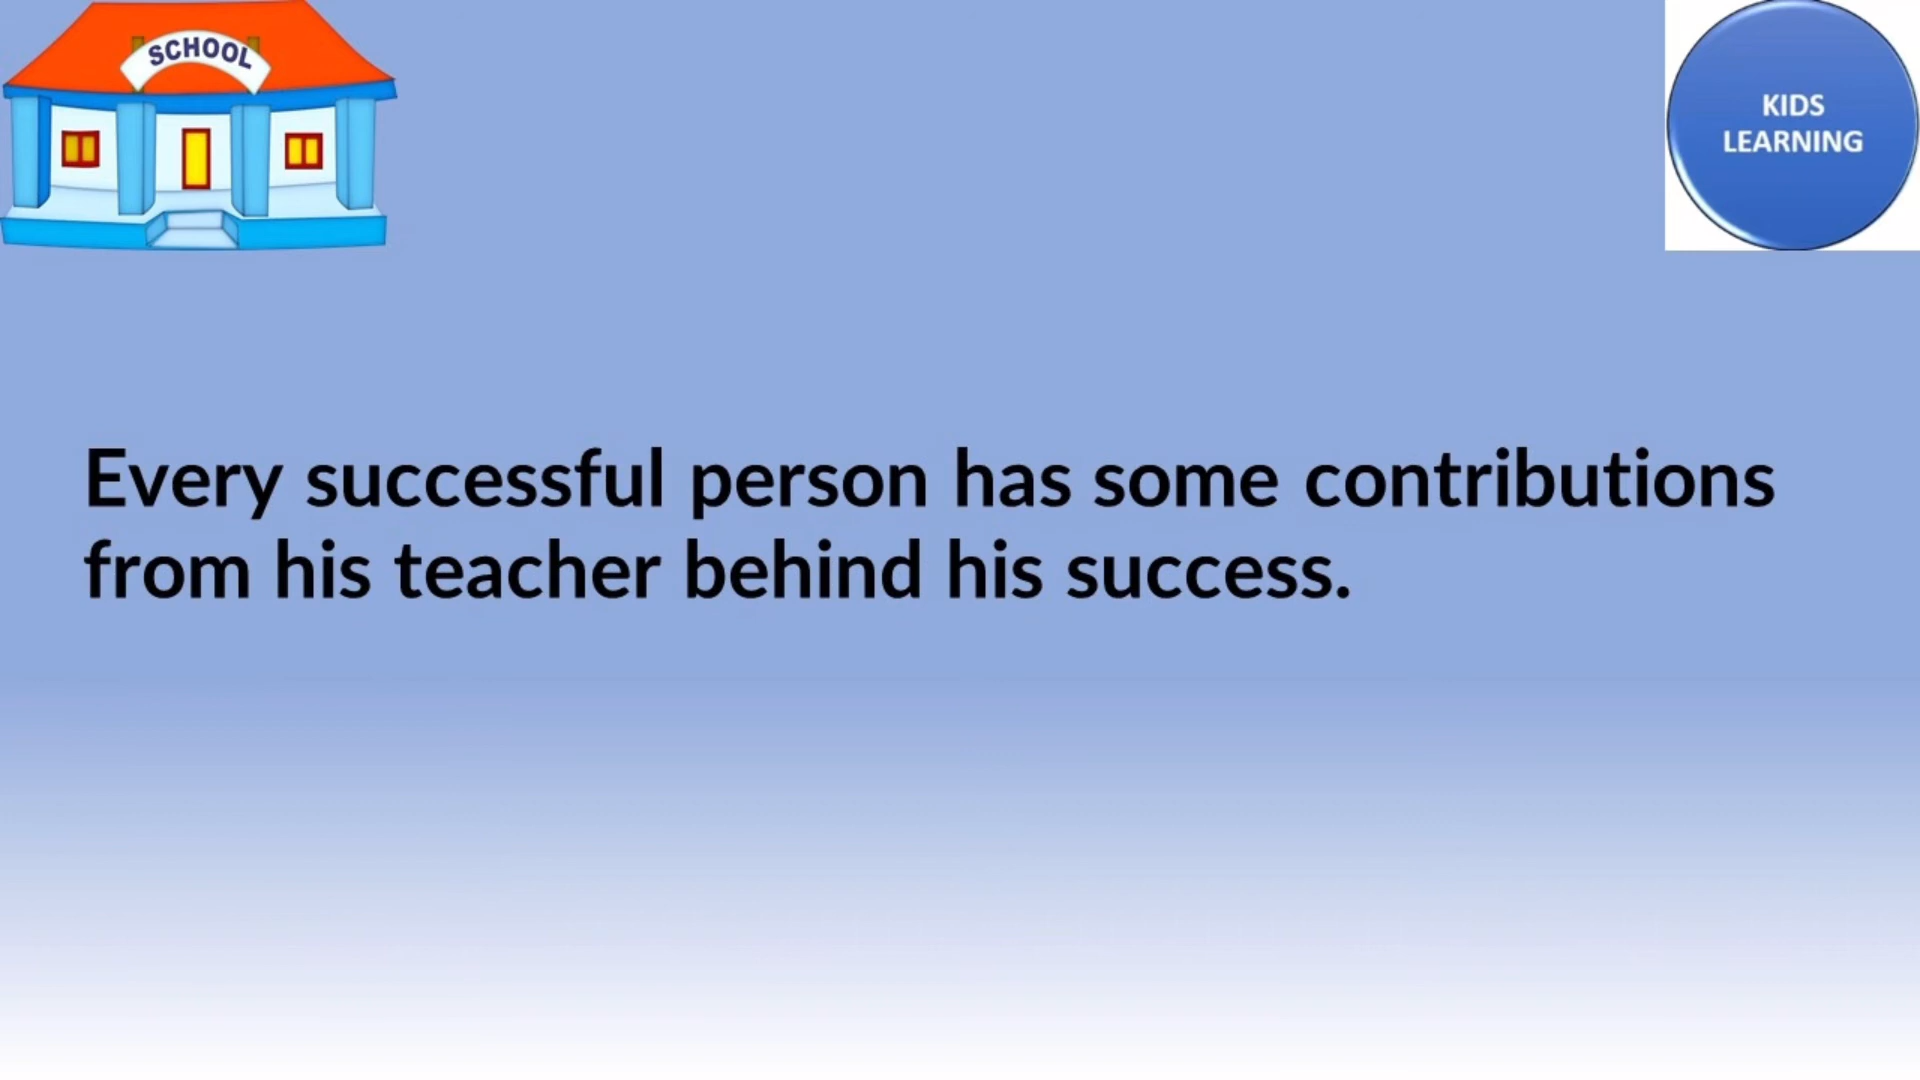 SCHOOL
KIDS
LEARNING
Every successful person has some contributions
from his teacher behind his success.